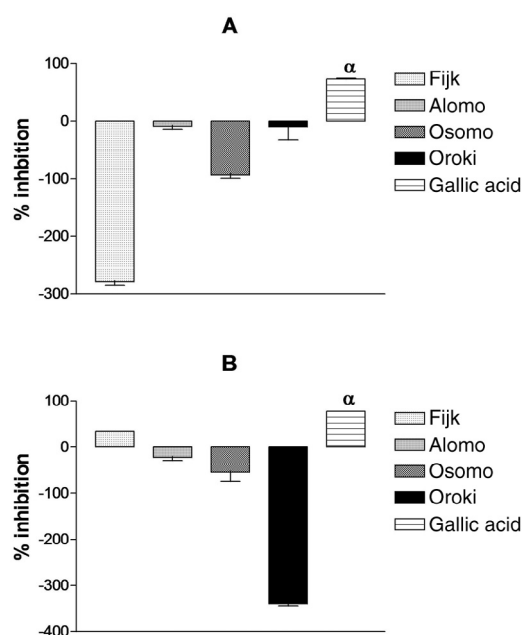 A
% inhbition
100
0
-100
-200
-300
α
Fijk
Alomo
Osomo
Oroki
Gallic acid
B
% inhibition
100
0
-100
-200
-300
-400
α
Fijk
Alomo
Osomo
Oroki
Gallic acid